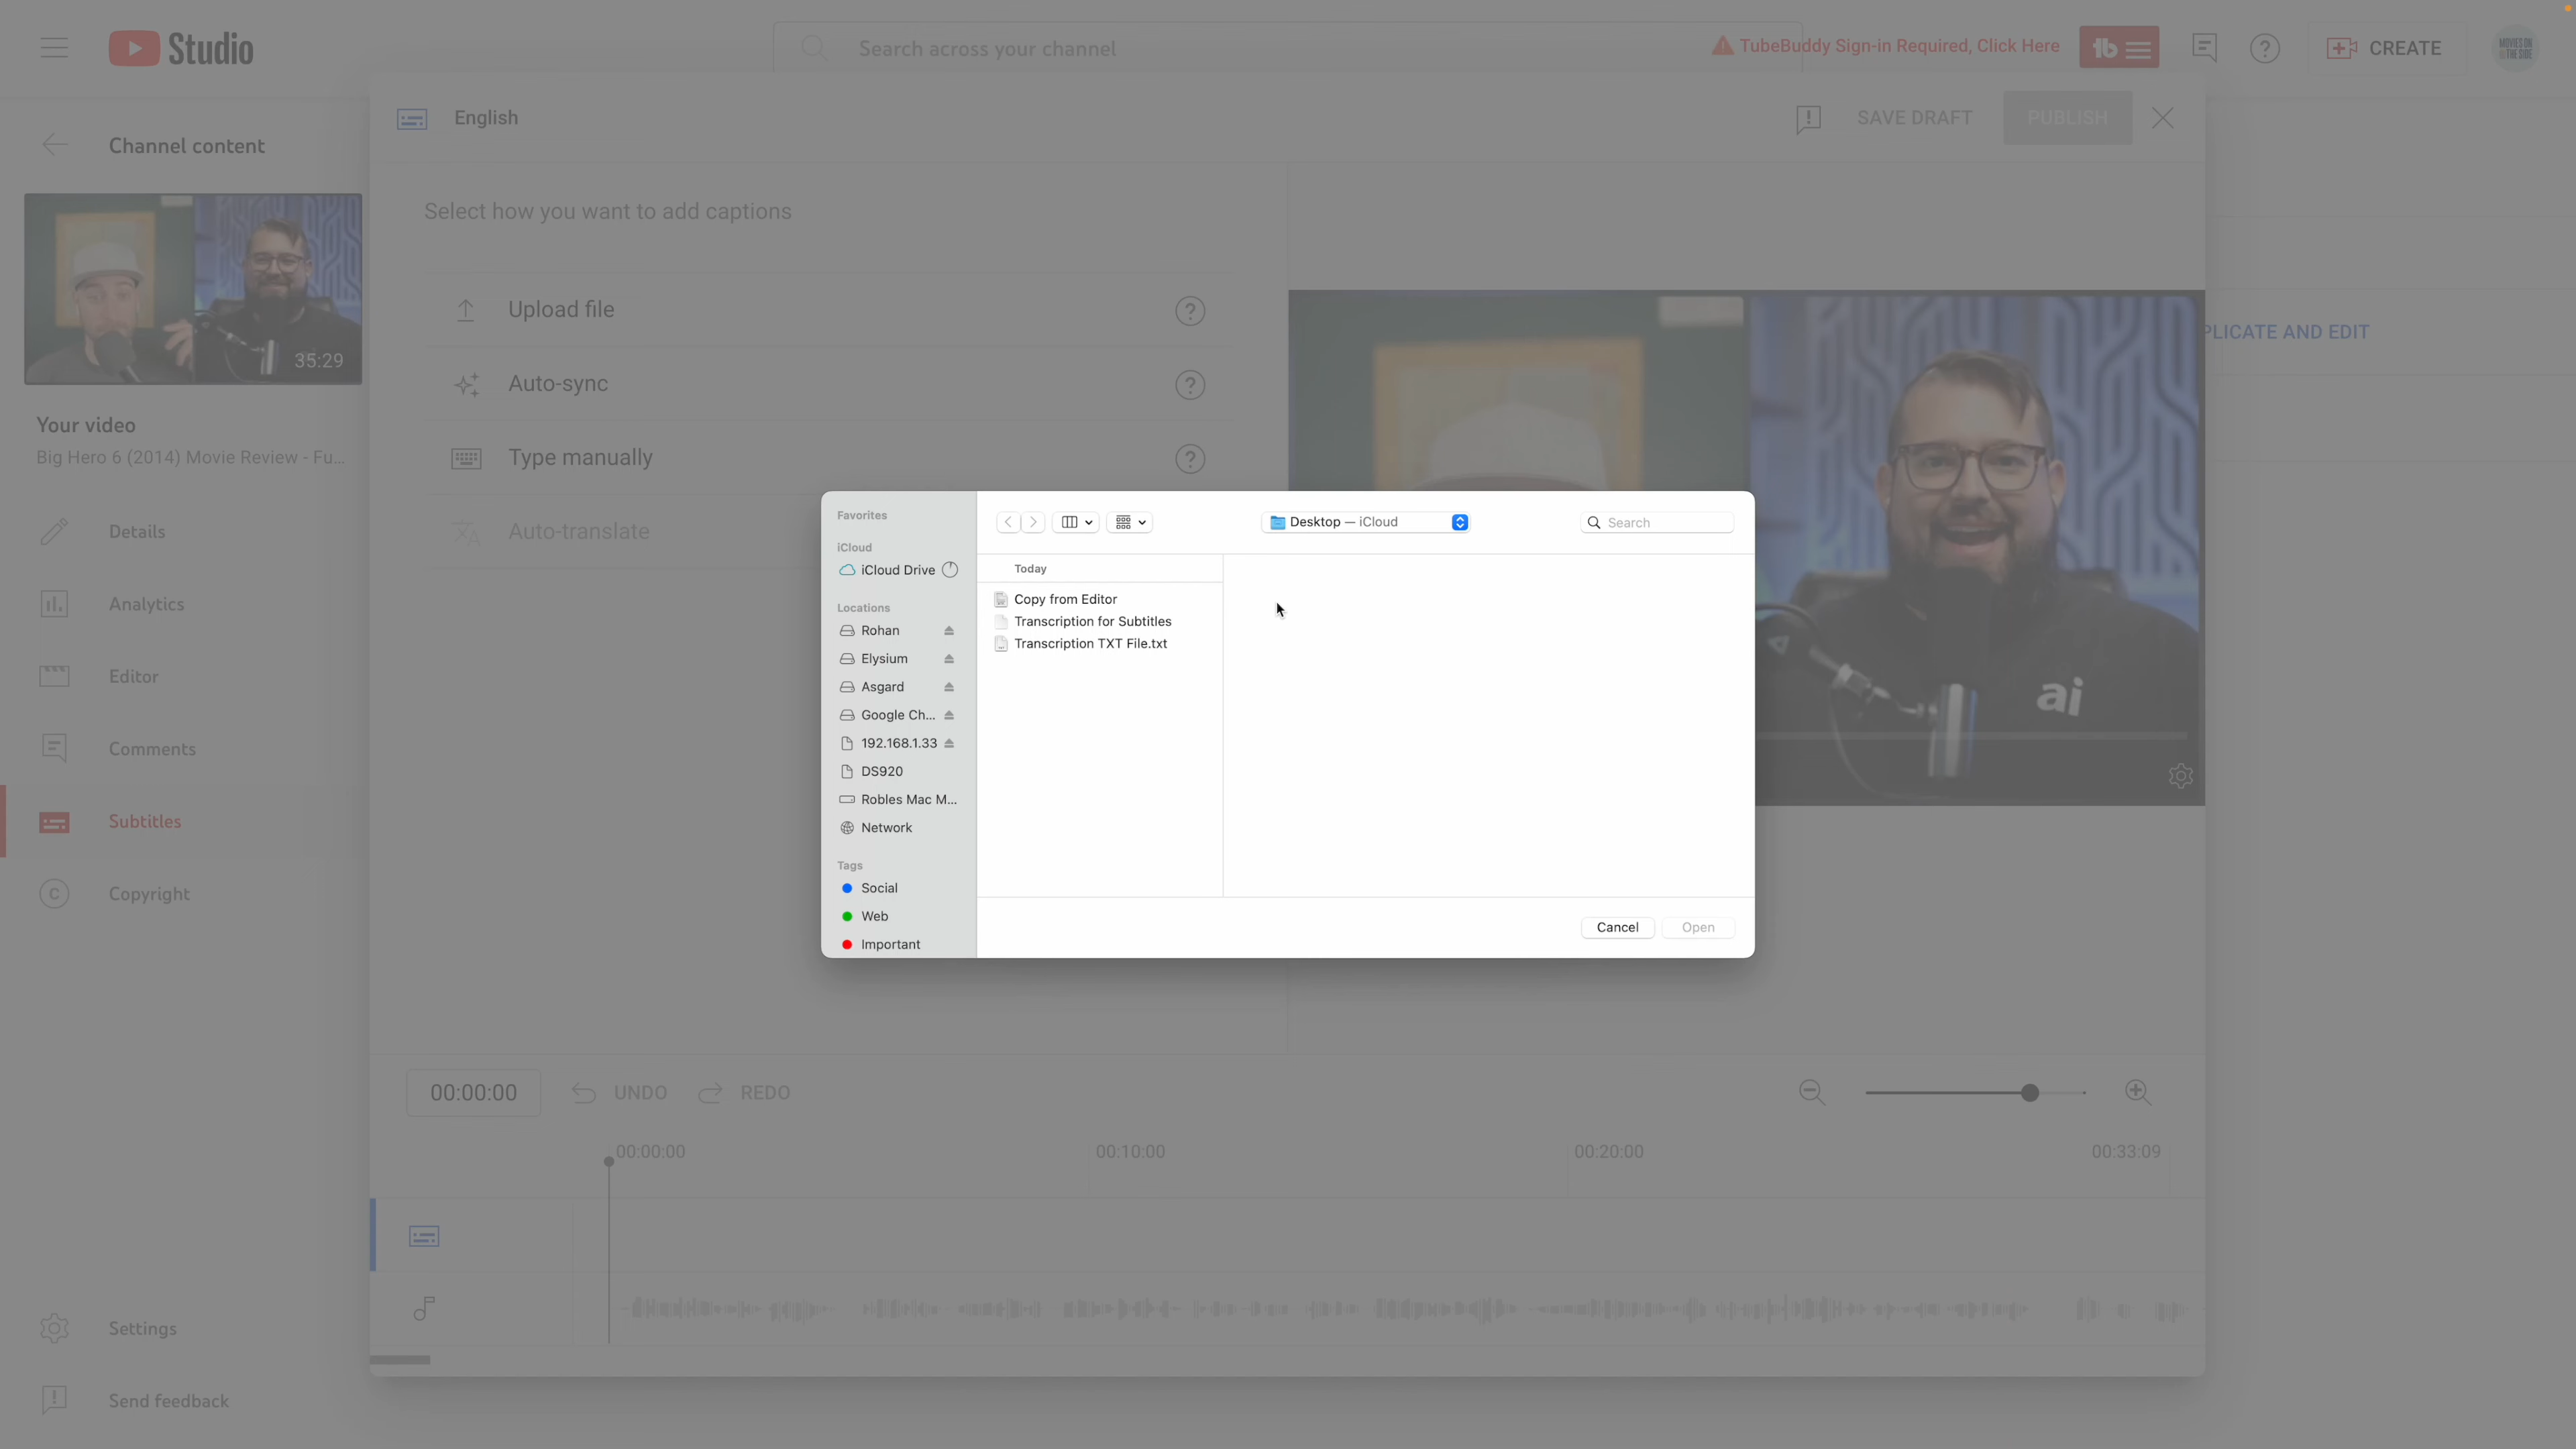 Studio
Search across your channel
TubeBuddy Sign-in Required, Click Here
CREATE
MOVIES ON
THE SIDE
Channel content
35:29
Your video
Big Hero 6 (2014) Movie Review - Fu...
Details
Analytics
Editor
Comments
Subtitles
Copyright
Settings
Send feedback
English
SAVE DRAFT
PUBLISH
Select how you want to add captions
Upload file
Auto-sync
Type manually
Auto-translate
PLICATE AND EDIT
ai
Favorites
iCloud
iCloud Drive
Locations
Rohan
Elysium
Asgard
Google Ch...
192.168.1.33
DS920
Robles Mac M...
Network
Tags
Social
Web
Important
Desktop — iCloud
Search
Today
Copy from Editor
Transcription for Subtitles
Transcription TXT File.txt
Cancel
Open
00:00:00
UNDO
REDO
00:00:00
00:10:00
00:20:00
00:33:09